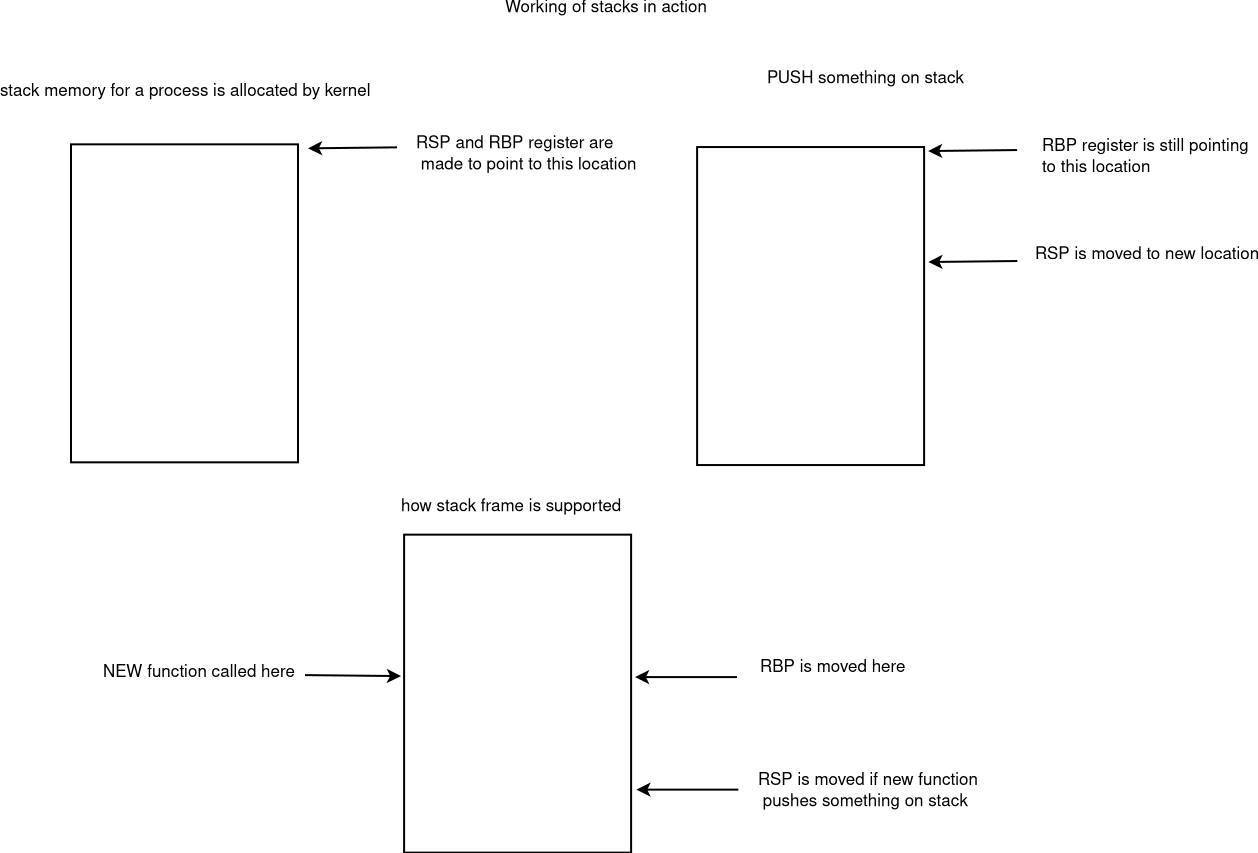 Working of stacks in action
stack memory for a process is allocated by kernel
RSP and RBP register are
made to point to this location
PUSH something on stack
RBP register is still pointing
to this location
RSP is moved to new location
how stack frame is supported
NEW function called here
RBP is moved here
RSP is moved if new function
pushes something on stack